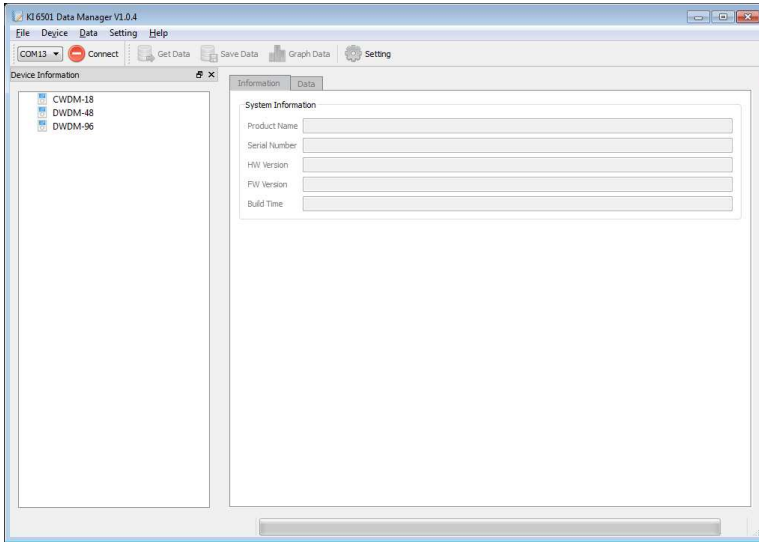 KI 6501 Data Manager V1.0.4
File Device Data Setting Help
COM13 Connect Get Data Save Data Graph Data Setting
Device Information
CWDM-18
DWDM-48
DWDM-96
Information Data
System Information
Product Name
Serial Number
HW Version
FW Version
Build Time